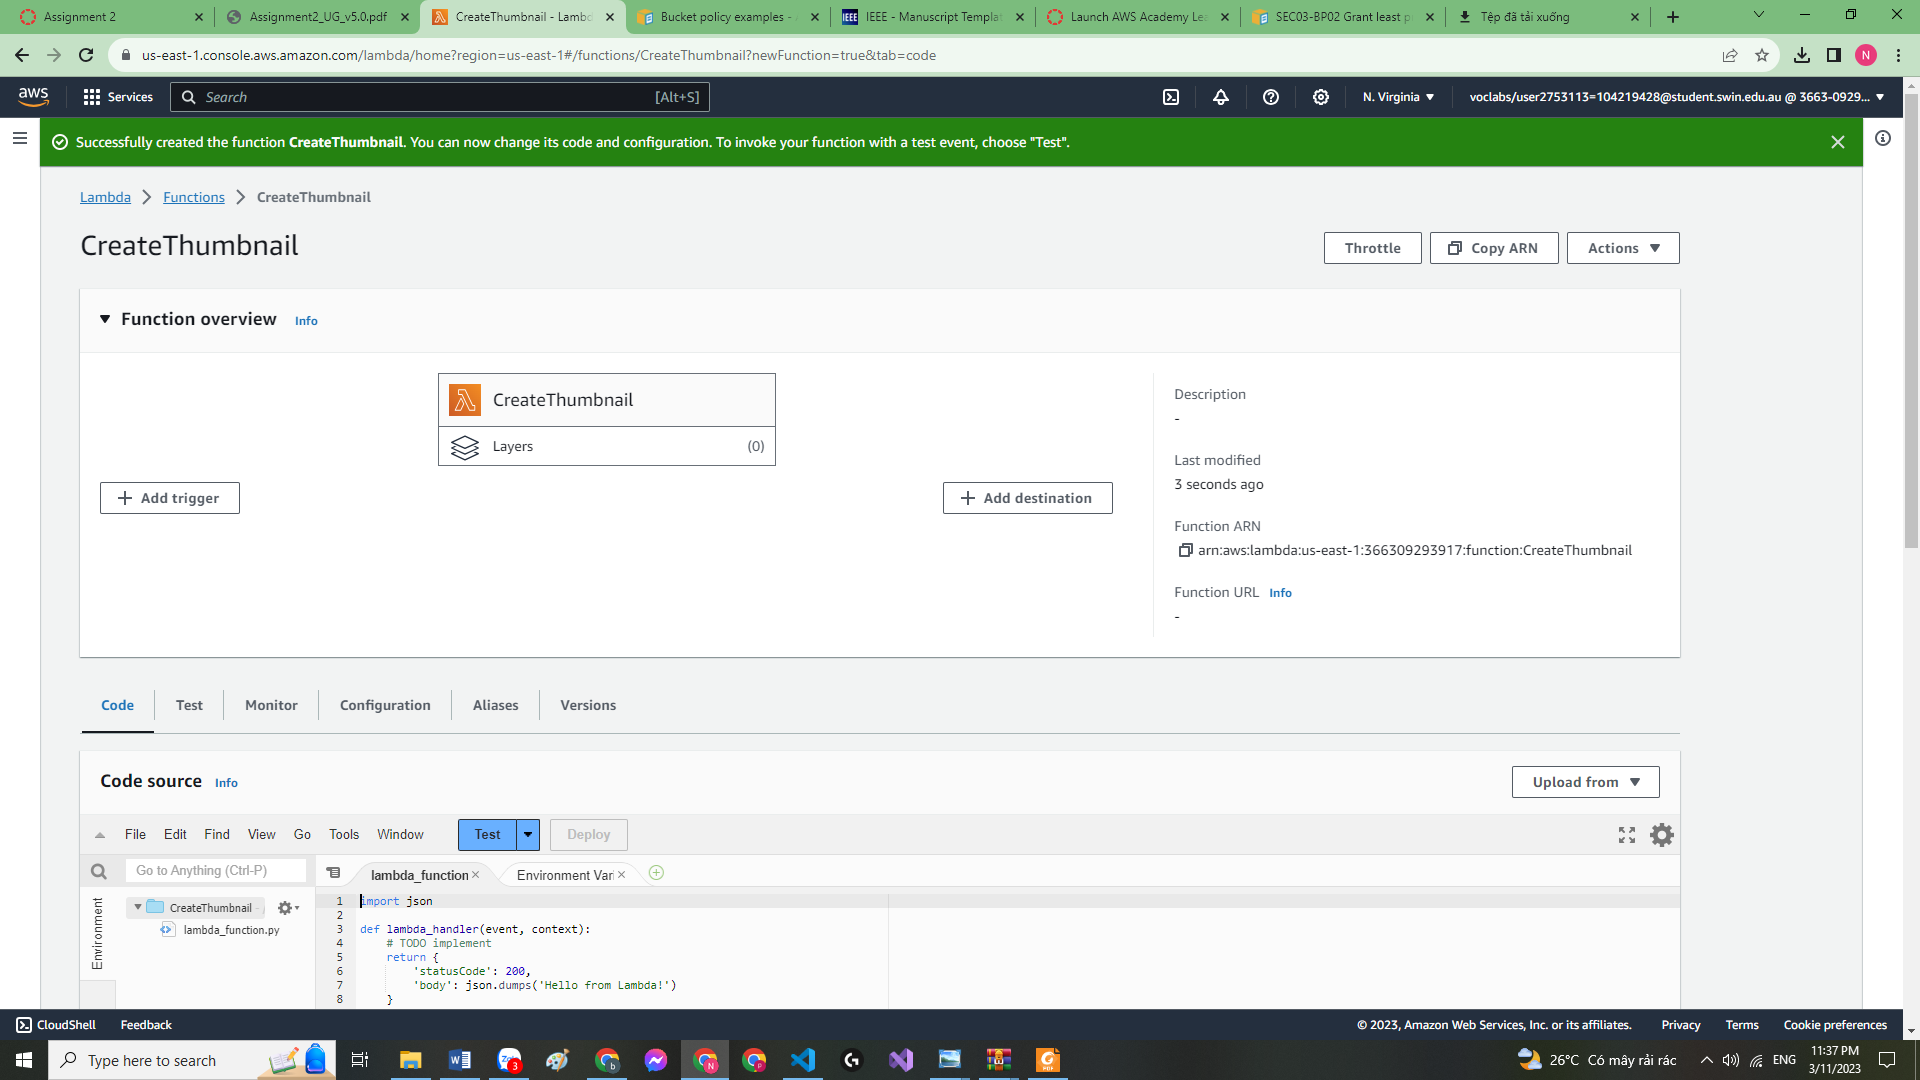 Assignment 2
Assignment2_UG_v5.0.pdf
CreateThumbnail - Lambd
Bucket policy examples - A
IEEE - Manuscript Templat
Launch AWS Academy Lea
SEC03-BP02 Grant least p
Tệp đã tải xuống
us-east-1.console.aws.amazon.com/lambda/home?region=us-east-1#/functions/CreateThumbnail?newFunction=true&tab=code
N
aws
Services
Search
[Alt+S]
N. Virginia
voclabs/user2753113=104219428@student.swin.edu.au @ 3663-0929...
Successfully created the function CreateThumbnail. You can now change its code and configuration. To invoke your function with a test event, choose "Test".
Lambda
Functions
CreateThumbnail
CreateThumbnail
Throttle
Copy ARN
Actions
Function overview
Info
CreateThumbnail
Layers
(0)
Add trigger
Add destination
Description
-
Last modified
3 seconds ago
Function ARN
arn:aws:lambda:us-east-1:366309293917:function:CreateThumbnail
Function URL Info
-
Code
Test
Monitor
Configuration
Aliases
Versions
Code source
Info
Upload from
File
Edit
Find
View
Go
Tools
Window
Test
Deploy
Go to Anything (Ctrl-P)
lambda_function
Environment Vari
Environment
CreateThumbnail - /
lambda_function.py
1 import json
2
3 def lambda_handler(event, context):
4 # TODO implement
5 return {
6 'statusCode': 200,
7 'body': json.dumps('Hello from Lambda!')
8 }
CloudShell
Feedback
© 2023, Amazon Web Services, Inc. or its affiliates.
Privacy
Terms
Cookie preferences
Type here to search
26°C Có mây rải rác
ENG
11:37 PM
3/11/2023